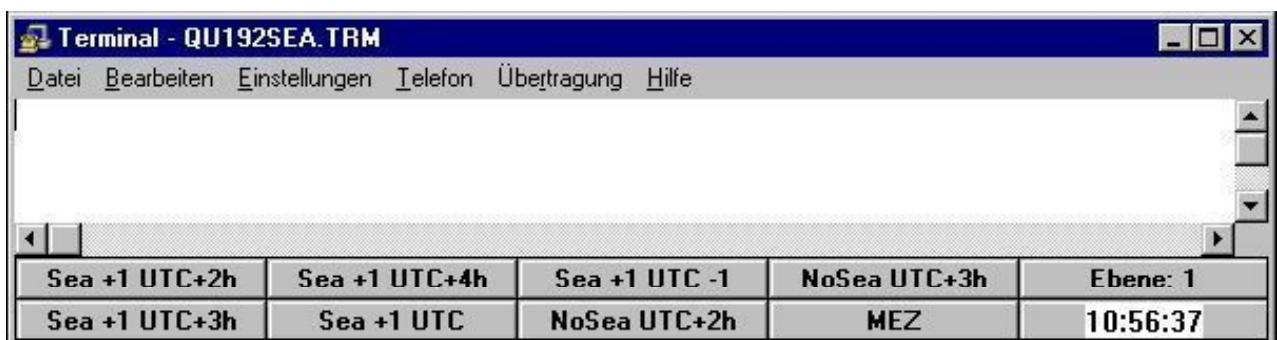 Terminal - QU192SEA.TRM
Datei Bearbeiten Einstellungen Telefon Übertragung Hilfe
Sea +1 UTC+2h Sea +1 UTC+4h Sea +1 UTC -1 NoSea UTC+3h Ebene: 1
Sea +1 UTC+3h Sea +1 UTC NoSea UTC+2h MEZ 10:56:37